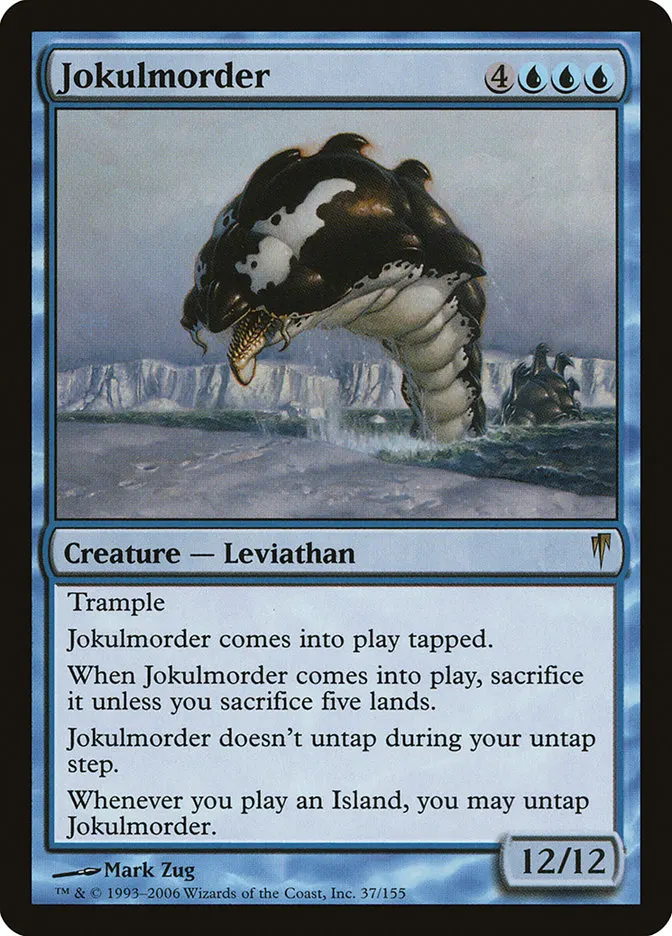 Jokulmorder 4
Creature — Leviathan
Trample
Jokulmorder comes into play tapped.
When Jokulmorder comes into play, sacrifice
it unless you sacrifice five lands.
Jokulmorder doesn't untap during your untap
step.
Whenever you play an Island, you may untap
Jokulmorder.
12/12
Mark Zug
™ & © 1993–2006 Wizards of the Coast, Inc. 37/155